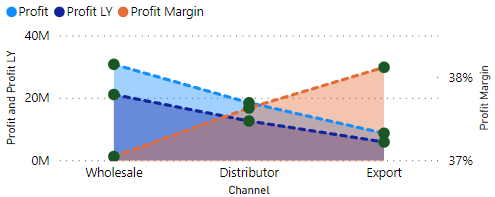 Profit Profit LY Profit Margin
40M
20M
0M
38%
37%
Wholesale Distributor Export
Channel
Profit and Profit LY
Profit Margin